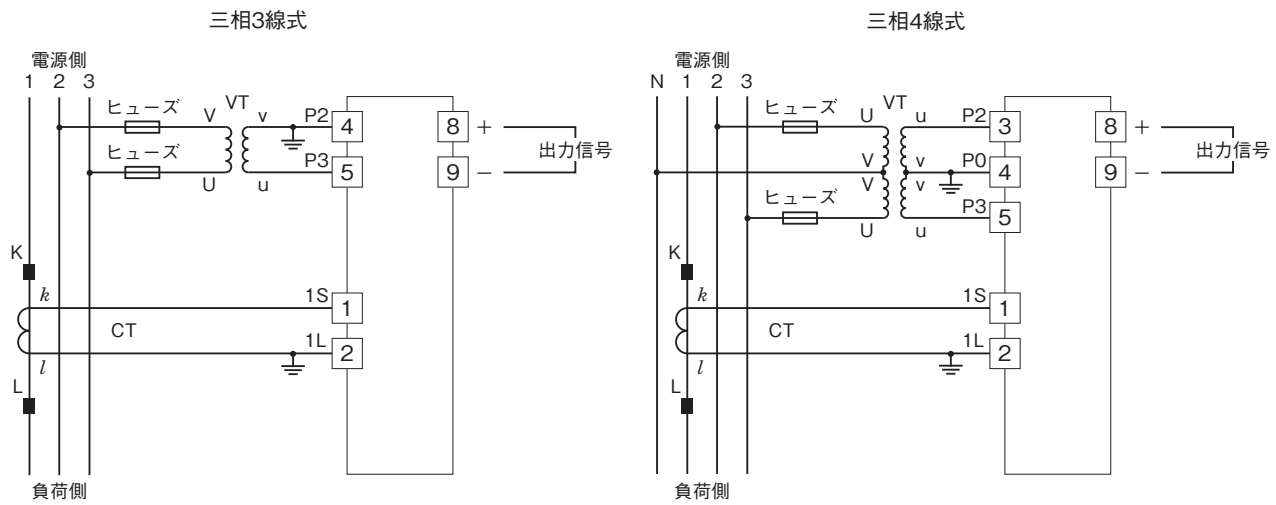 三相3線式
電源側
1 2 3
ヒューズ V VT v P2 4 8 +
ヒューズ U u P3 5 9 −
出力信号
K
k 1S 1
CT
l 1L 2
L
負荷側
三相4線式
電源側
N 1 2 3
ヒューズ U VT u P2 3 8 +
V v P0 4 9 −
出力信号
V v
ヒューズ U u P3 5
K
k 1S 1
CT
l 1L 2
L
負荷側